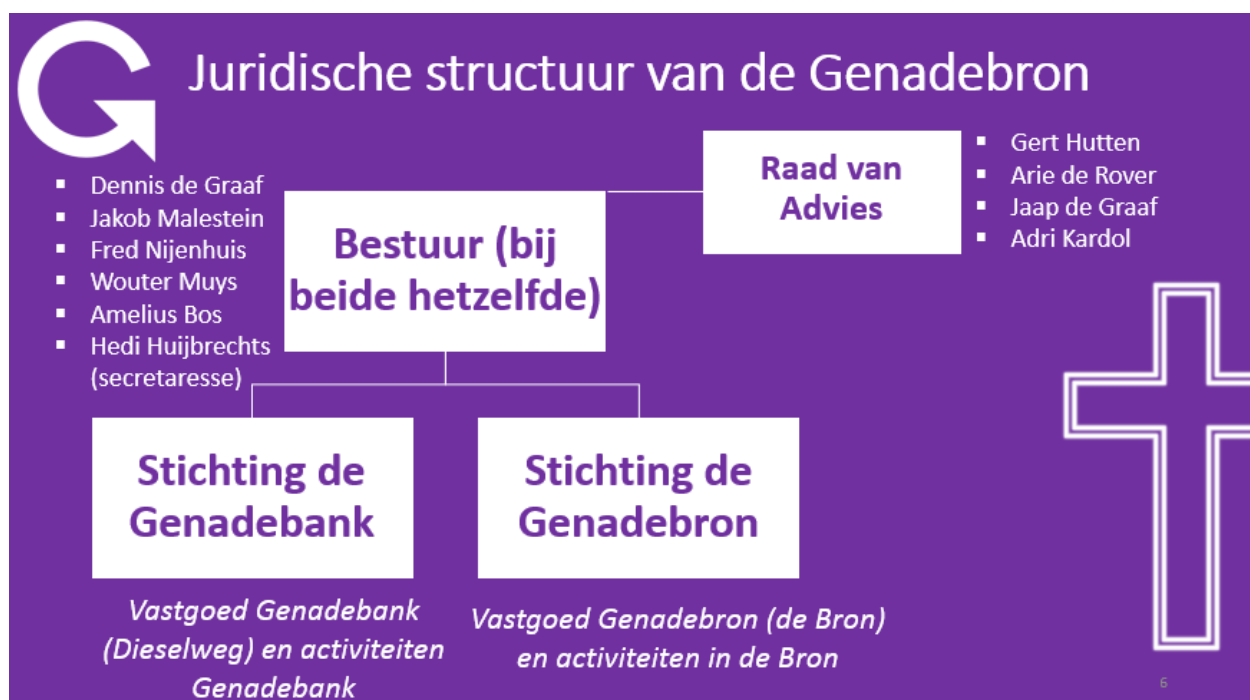 Juridische structuur van de Genadebron
▪ Dennis de Graaf
▪ Jakob Malestein
▪ Fred Nijenhuis
▪ Wouter Muys
▪ Amelius Bos
▪ Hedi Huijbrechts
(secretaresse)
Bestuur (bij
beide hetzelfde)
Raad van
Advies
▪ Gert Hutten
▪ Arie de Rover
▪ Jaap de Graaf
▪ Adri Kardol
Stichting de
Genadebank
Stichting de
Genadebron
Vastgoed Genadebank
(Dieselweg) en activiteiten
Genadebank
Vastgoed Genadebron (de Bron)
en activiteiten in de Bron
6